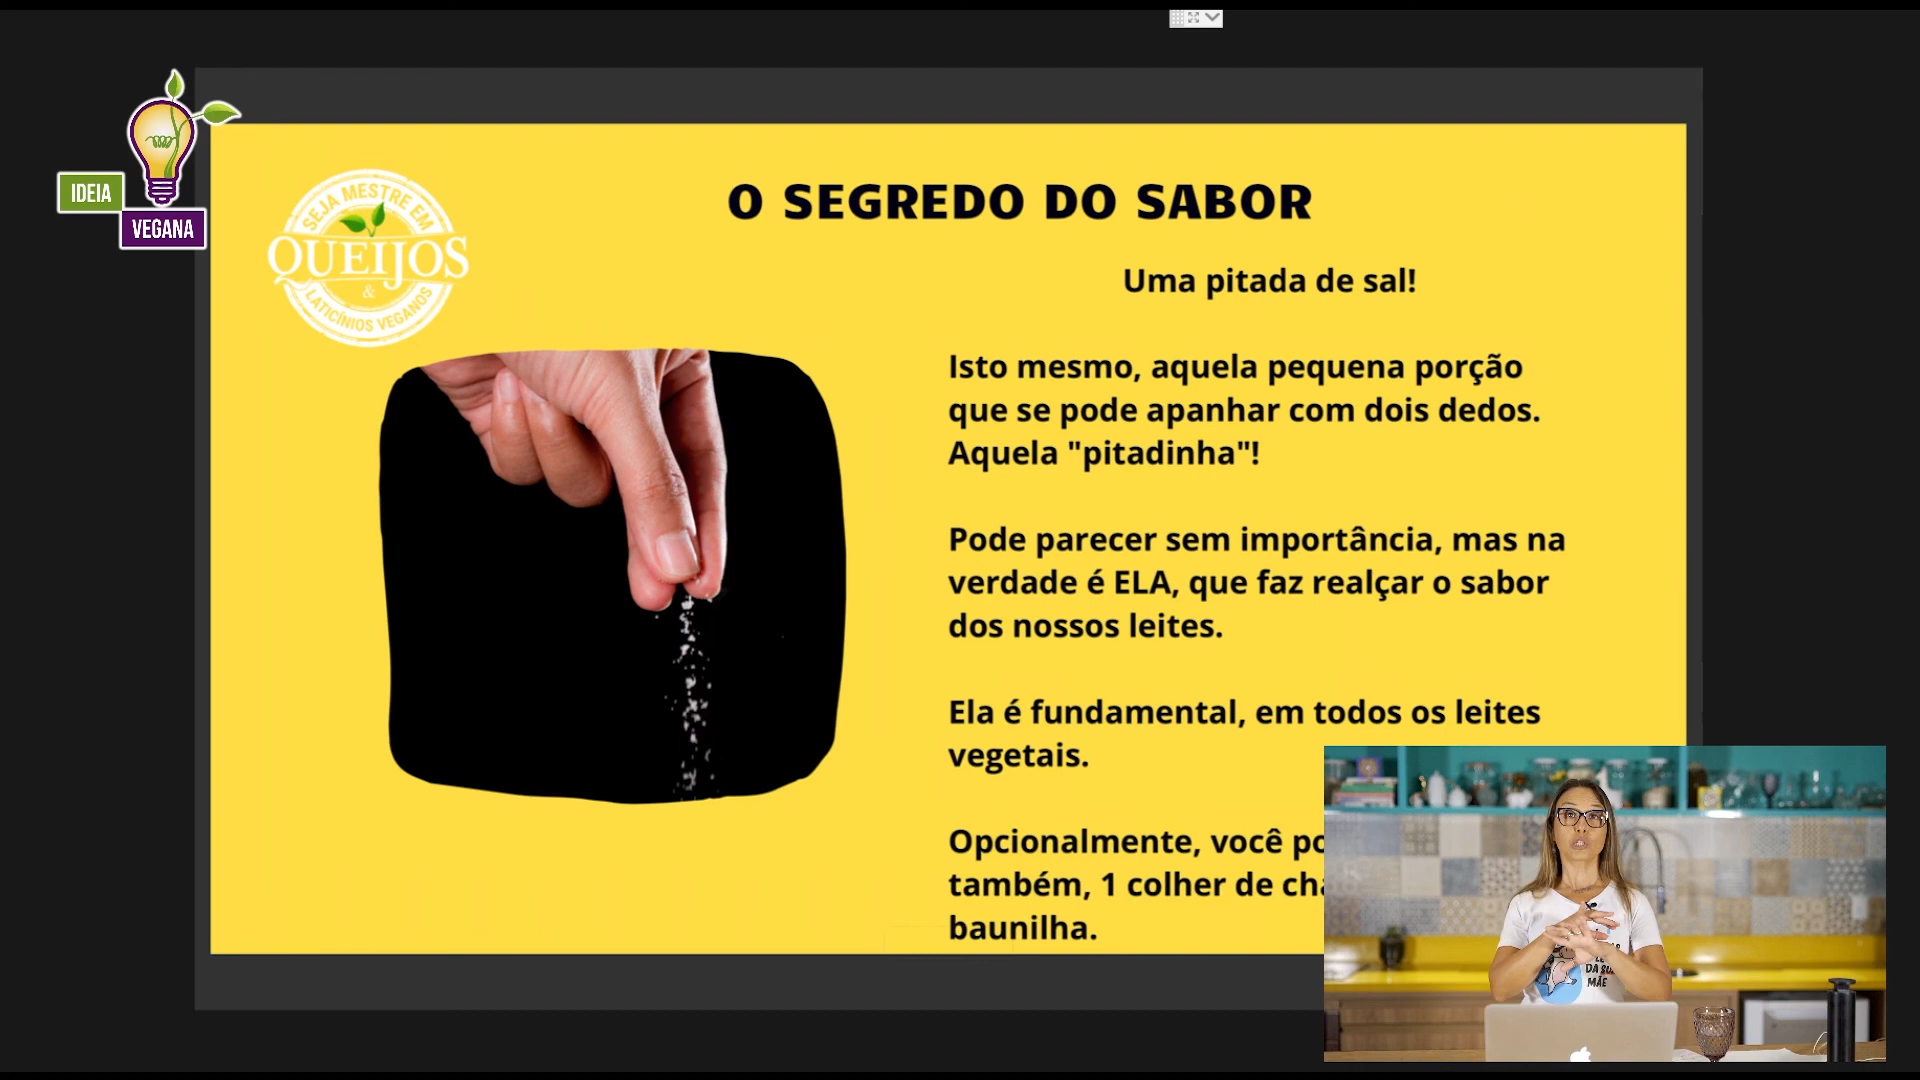 IDEIA
VEGANA
SEJA MESTRE EM
QUEIJOS
&
LATICÍNIOS VEGANOS
O SEGREDO DO SABOR
Uma pitada de sal!
Isto mesmo, aquela pequena porção
que se pode apanhar com dois dedos.
Aquela "pitadinha"!
Pode parecer sem importância, mas na
verdade é ELA, que faz realçar o sabor
dos nossos leites.
Ela é fundamental, em todos os leites
vegetais.
Opcionalmente, você
também, 1 colher de
baunilha.
DA
MÃE